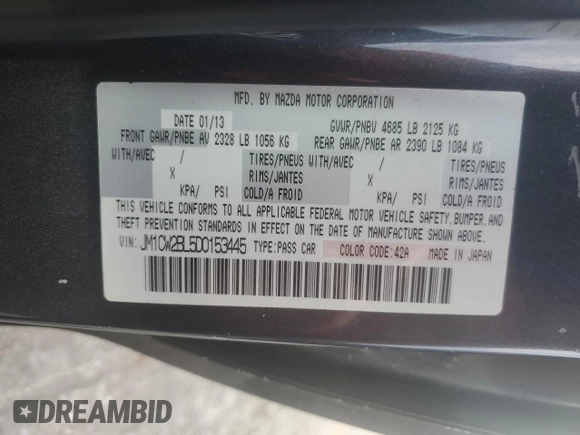 MFD. BY MAZDA MOTOR CORPORATION
DATE 01/13 GVWR/PNBV 4685 LB 2125 KG
FRONT GAWR/PNBE AV 2328 LB 1056 KG REAR GAWR/PNBE AR 2390 LB 1084 KG
WITH/AVEC / TIRES/PNEUS WITH/AVEC / TIRES/PNEUS
X RIMS/JANTES X RIMS/JANTES
KPA/ PSI COLD/A FROID KPA/ PSI COLD/A FROID
THIS VEHICLE CONFORMS TO ALL APPLICABLE FEDERAL MOTOR VEHICLE SAFETY, BUMPER, AND
THEFT PREVENTION STANDARDS IN EFFECT ON THE DATE OF MANUFACTURE SHOWN ABOVE.
VIN: JM1CW2BL5D0153445 TYPE:PASS CAR COLOR CODE:42A MADE IN JAPAN
DREAMBID